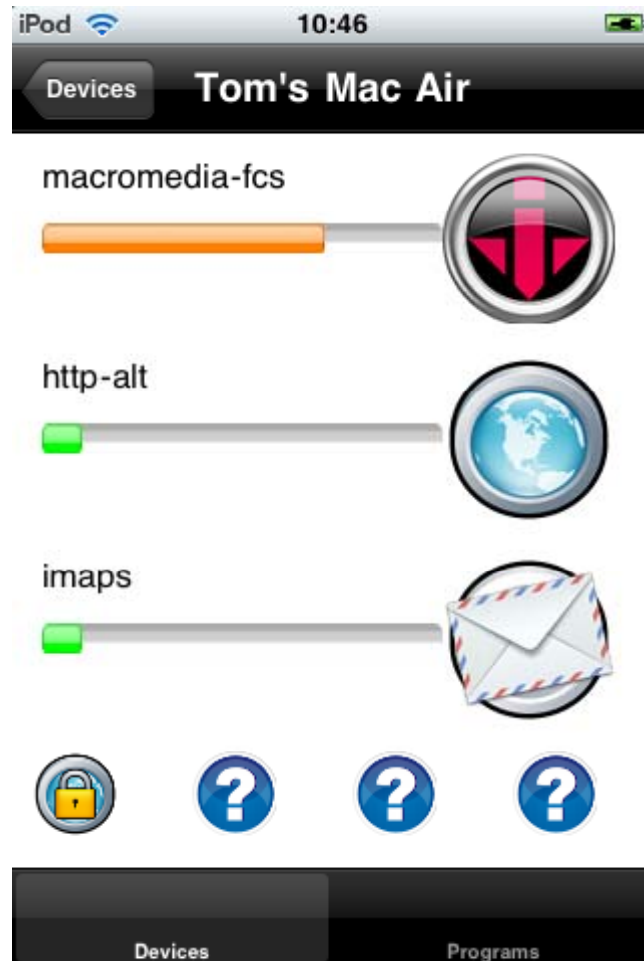 iPod 10:46
Devices Tom's Mac Air
macromedia-fcs
http-alt
imaps
? ? ?
Devices Programs